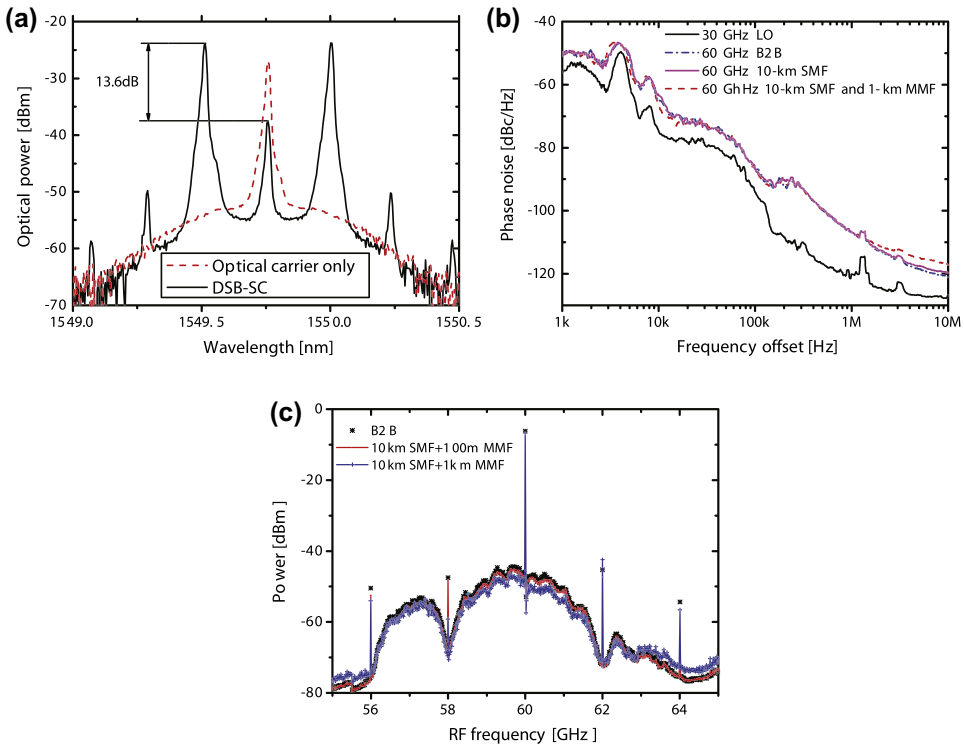 (a)
-20
-30
-40
-50
-60
-70
Optical power [dBm]
13.6dB
Optical carrier only
DSB-SC
1549.0
1549.5
1550.0
1550.5
Wavelength [nm]
(b)
-40
-60
-80
-100
-120
Phase noise [dBc/Hz]
30 GHz LO
60 GHz B2B
60 GHz 10-km SMF
60 GhHz 10-km SMF and 1-km MMF
1k
10k
100k
1M
10M
Frequency offset [Hz]
(c)
0
-20
-40
-60
-80
Power [dBm]
B2B
10km SMF+100m MMF
10km SMF+1km MMF
56
58
60
62
64
RF frequency [GHz]